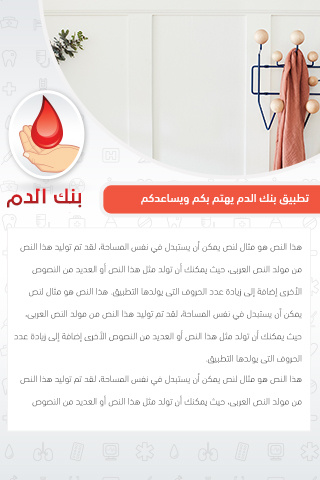 بنك الدم
تطبيق بنك الدم يهتم بكم ويساعدكم
هذا النص هو مثال لنص يمكن أن يستبدل في نفس المساحة، لقد تم توليد هذا النص
من مولد النص العربى، حيث يمكنك أن تولد مثل هذا النص أو العديد من النصوص
الأخرى إضافة إلى زيادة عدد الحروف التى يولدها التطبيق. هذا النص هو مثال لنص
يمكن أن يستبدل في نفس المساحة، لقد تم توليد هذا النص من مولد النص العربى،
حيث يمكنك أن تولد مثل هذا النص أو العديد من النصوص الأخرى إضافة إلى زيادة عدد
الحروف التى يولدها التطبيق.
هذا النص هو مثال لنص يمكن أن يستبدل في نفس المساحة، لقد تم توليد هذا النص
من مولد النص العربى، حيث يمكنك أن تولد مثل هذا النص أو العديد من النصوص